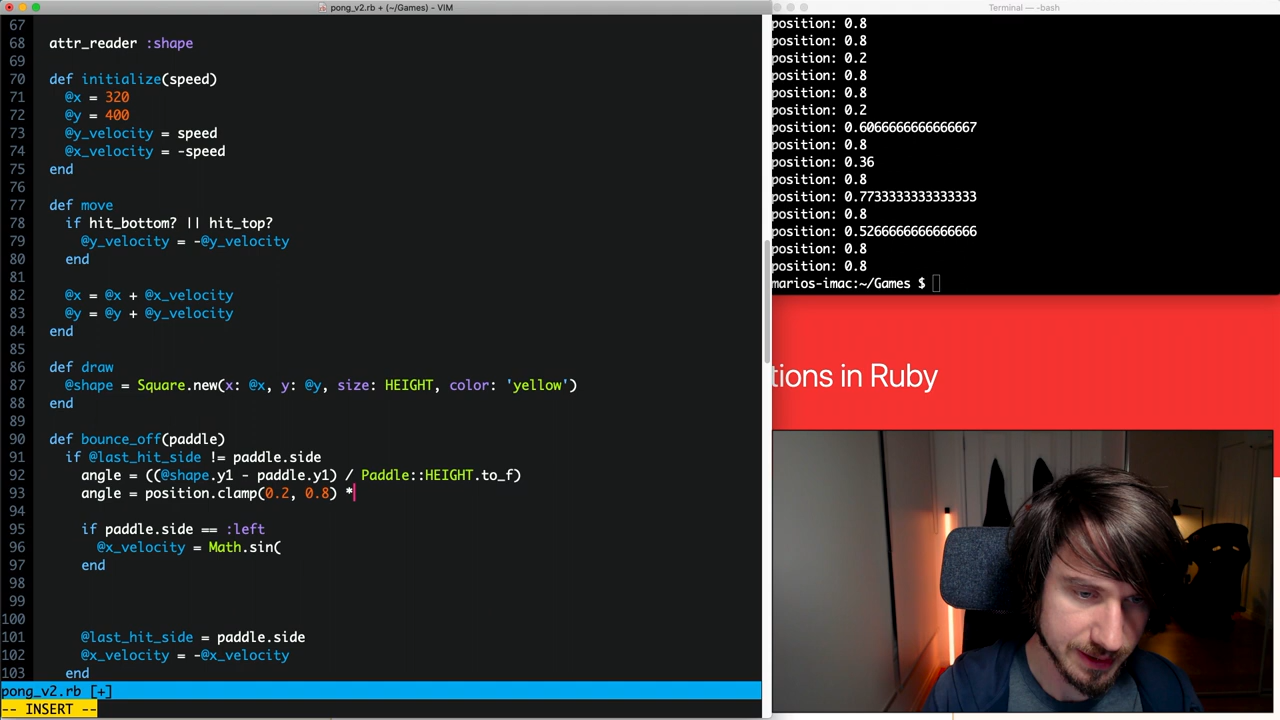 pong_v2.rb + (~/Games) - VIM
67
68 attr_reader :shape
69
70 def initialize(speed)
71 @x = 320
72 @y = 400
73 @y_velocity = speed
74 @x_velocity = -speed
75 end
76
77 def move
78 if hit_bottom? || hit_top?
79 @y_velocity = -@y_velocity
80 end
81
82 @x = @x + @x_velocity
83 @y = @y + @y_velocity
84 end
85
86 def draw
87 @shape = Square.new(x: @x, y: @y, size: HEIGHT, color: 'yellow')
88 end
89
90 def bounce_off(paddle)
91 if @last_hit_side != paddle.side
92 angle = ((@shape.y1 - paddle.y1) / Paddle::HEIGHT.to_f)
93 angle = position.clamp(0.2, 0.8) *
94
95 if paddle.side == :left
96 @x_velocity = Math.sin(
97 end
98
99
100
101 @last_hit_side = paddle.side
102 @x_velocity = -@x_velocity
103 end
pong_v2.rb [+]
-- INSERT --
Terminal — -bash
position: 0.8
position: 0.8
position: 0.2
position: 0.8
position: 0.8
position: 0.2
position: 0.6066666666666667
position: 0.8
position: 0.36
position: 0.8
position: 0.7733333333333333
position: 0.8
position: 0.5266666666666666
position: 0.8
position: 0.8
marios-imac:~/Games $
tions in Ruby